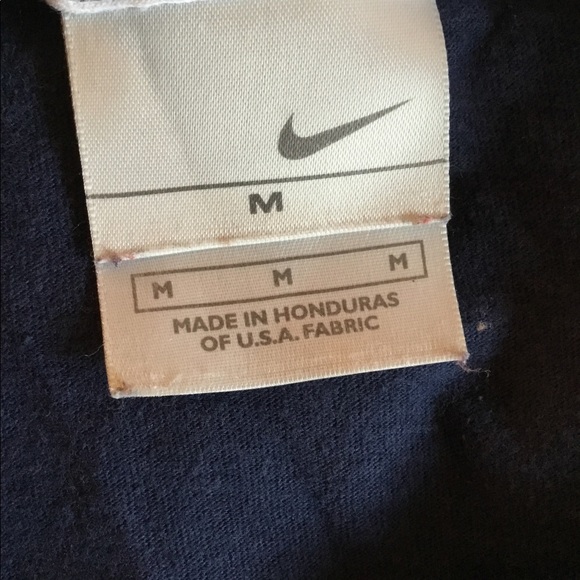 M
M M M
MADE IN HONDURAS
OF U.S.A. FABRIC